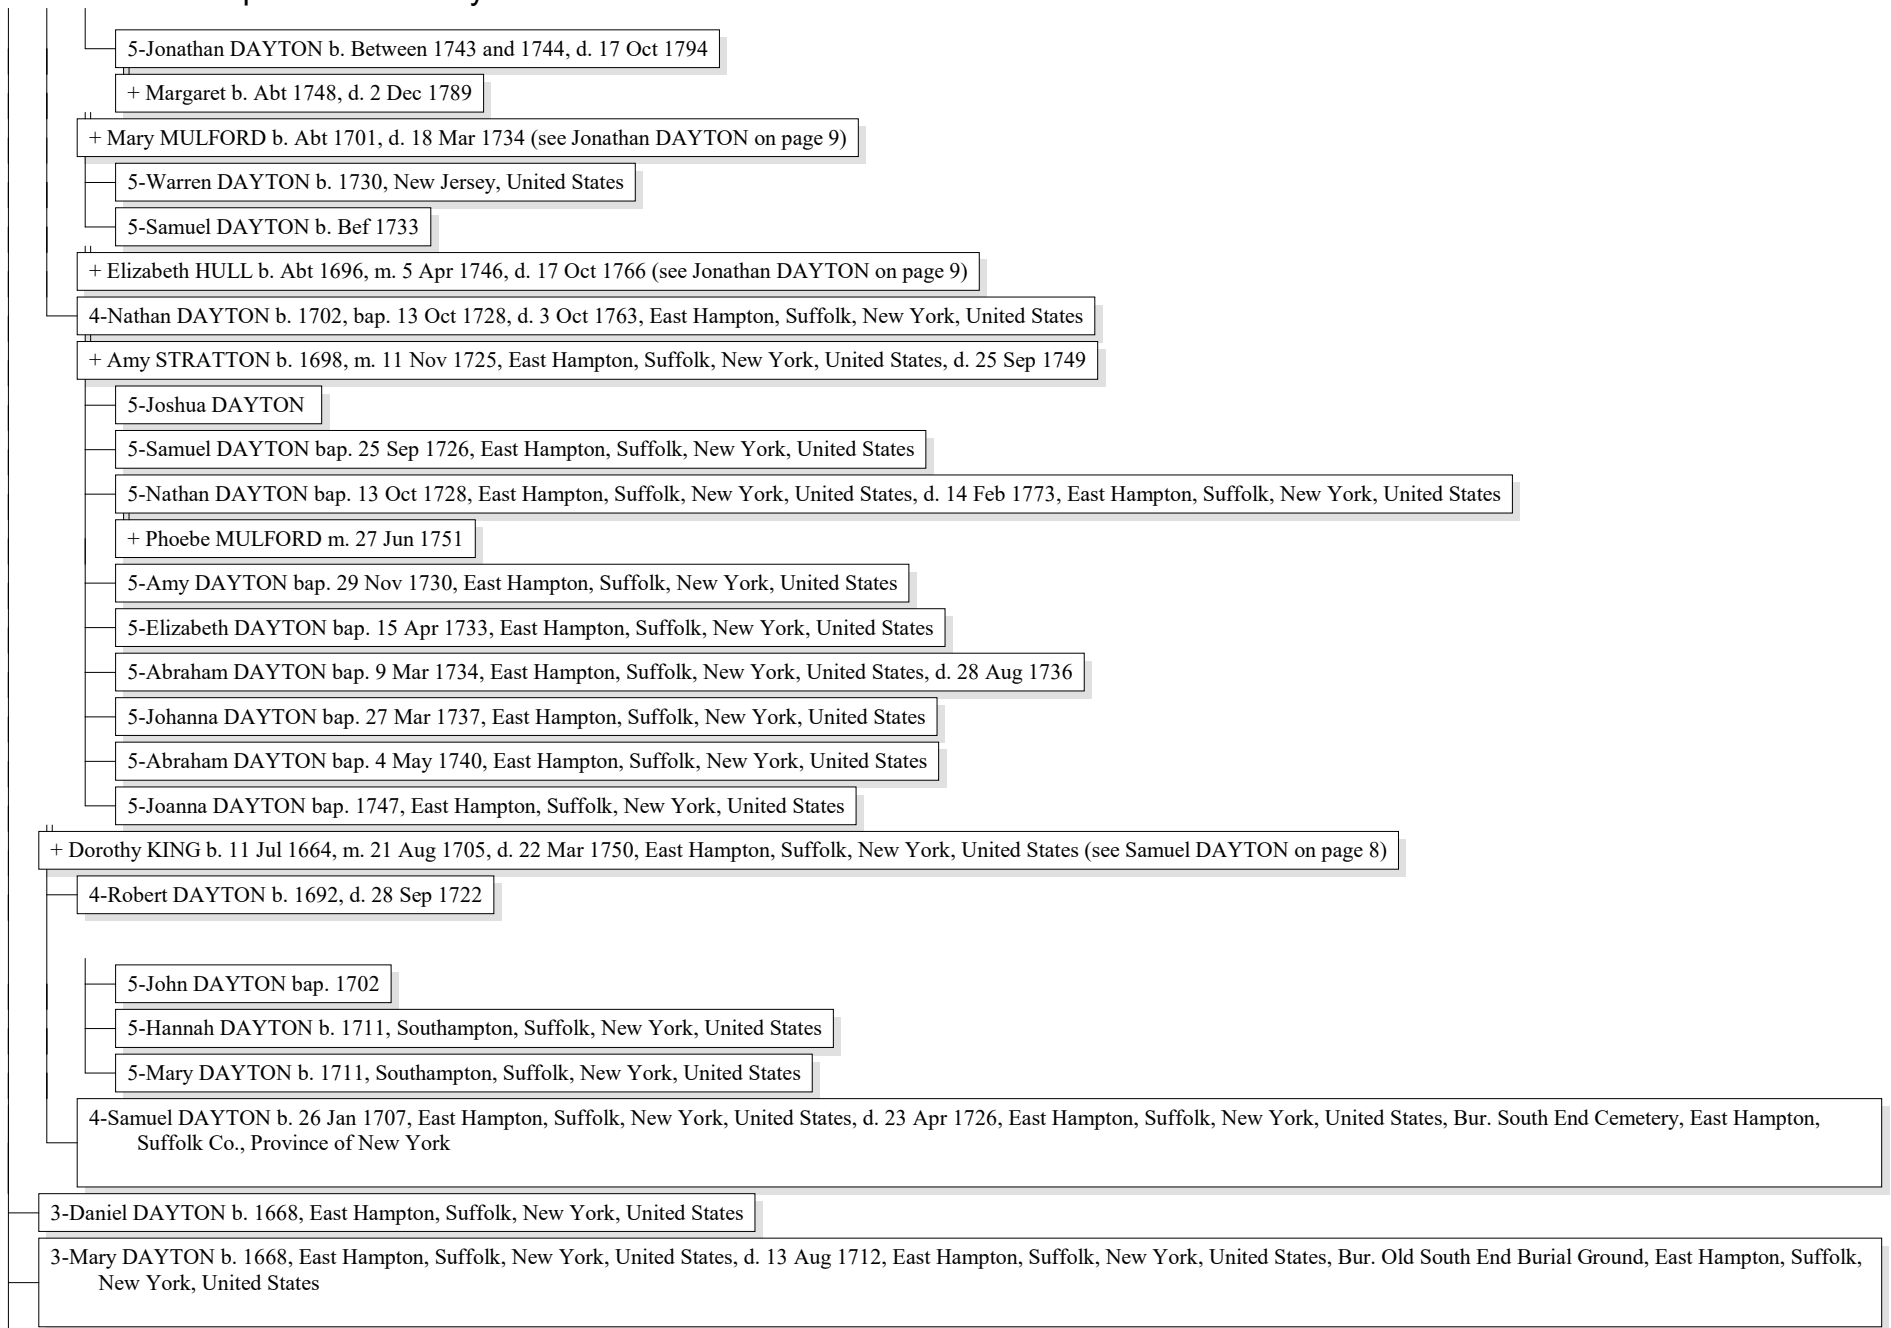 5-Jonathan DAYTON b. Between 1743 and 1744, d. 17 Oct 1794
+ Margaret b. Abt 1748, d. 2 Dec 1789
+ Mary MULFORD b. Abt 1701, d. 18 Mar 1734 (see Jonathan DAYTON on page 9)
5-Warren DAYTON b. 1730, New Jersey, United States
5-Samuel DAYTON b. Bef 1733
+ Elizabeth HULL b. Abt 1696, m. 5 Apr 1746, d. 17 Oct 1766 (see Jonathan DAYTON on page 9)
4-Nathan DAYTON b. 1702, bap. 13 Oct 1728, d. 3 Oct 1763, East Hampton, Suffolk, New York, United States
+ Amy STRATTON b. 1698, m. 11 Nov 1725, East Hampton, Suffolk, New York, United States, d. 25 Sep 1749
5-Joshua DAYTON
5-Samuel DAYTON bap. 25 Sep 1726, East Hampton, Suffolk, New York, United States
5-Nathan DAYTON bap. 13 Oct 1728, East Hampton, Suffolk, New York, United States, d. 14 Feb 1773, East Hampton, Suffolk, New York, United States
+ Phoebe MULFORD m. 27 Jun 1751
5-Amy DAYTON bap. 29 Nov 1730, East Hampton, Suffolk, New York, United States
5-Elizabeth DAYTON bap. 15 Apr 1733, East Hampton, Suffolk, New York, United States
5-Abraham DAYTON bap. 9 Mar 1734, East Hampton, Suffolk, New York, United States, d. 28 Aug 1736
5-Johanna DAYTON bap. 27 Mar 1737, East Hampton, Suffolk, New York, United States
5-Abraham DAYTON bap. 4 May 1740, East Hampton, Suffolk, New York, United States
5-Joanna DAYTON bap. 1747, East Hampton, Suffolk, New York, United States
+ Dorothy KING b. 11 Jul 1664, m. 21 Aug 1705, d. 22 Mar 1750, East Hampton, Suffolk, New York, United States (see Samuel DAYTON on page 8)
4-Robert DAYTON b. 1692, d. 28 Sep 1722
5-John DAYTON bap. 1702
5-Hannah DAYTON b. 1711, Southampton, Suffolk, New York, United States
5-Mary DAYTON b. 1711, Southampton, Suffolk, New York, United States
4-Samuel DAYTON b. 26 Jan 1707, East Hampton, Suffolk, New York, United States, d. 23 Apr 1726, East Hampton, Suffolk, New York, United States, Bur. South End Cemetery, East Hampton,
Suffolk Co., Province of New York
3-Daniel DAYTON b. 1668, East Hampton, Suffolk, New York, United States
3-Mary DAYTON b. 1668, East Hampton, Suffolk, New York, United States, d. 13 Aug 1712, East Hampton, Suffolk, New York, United States, Bur. Old South End Burial Ground, East Hampton, Suffolk,
New York, United States